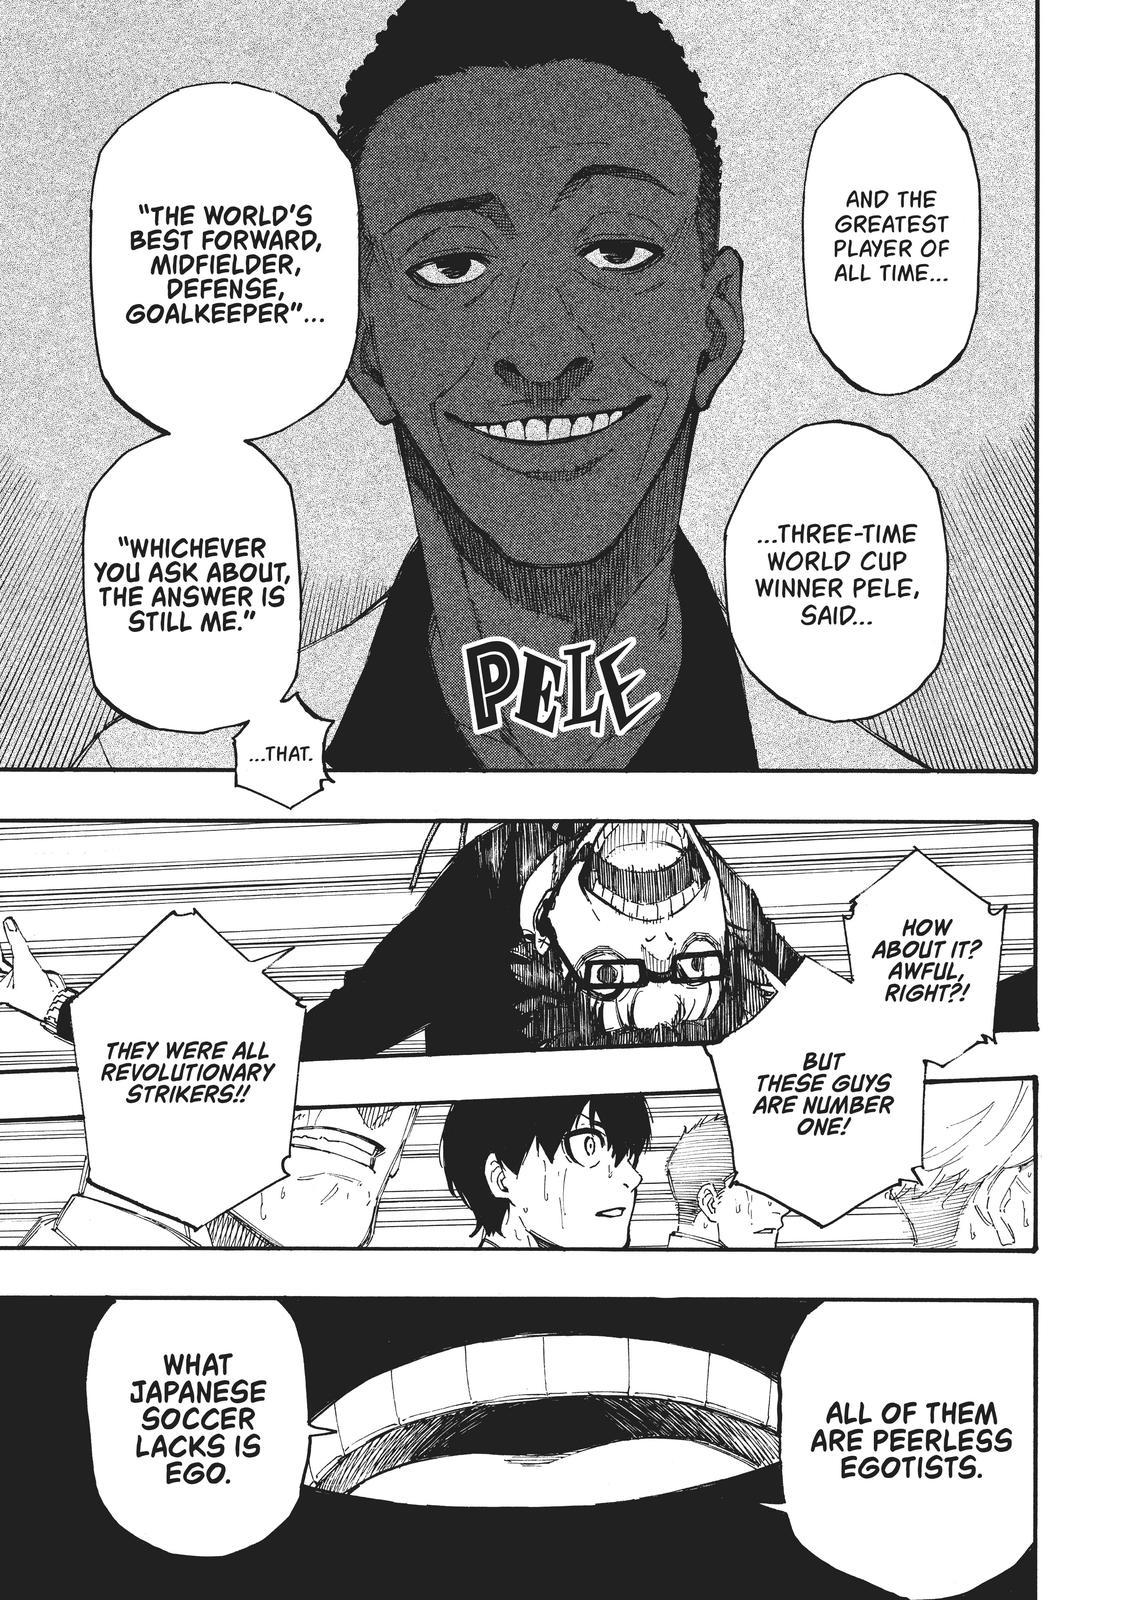 AND THE
GREATEST
PLAYER OF
ALL TIME...
...THREE-TIME
WORLD CUP
WINNER PELE,
SAID...
"THE WORLD'S
BEST FORWARD,
MIDFIELDER,
DEFENSE,
GOALKEEPER"...
"WHICHEVER
YOU ASK ABOUT,
THE ANSWER IS
STILL ME."
...THAT.
PELE
HOW
ABOUT IT?
AWFUL,
RIGHT?!
BUT
THESE GUYS
ARE NUMBER
ONE!
THEY WERE ALL
REVOLUTIONARY
STRIKERS!!
ALL OF THEM
ARE PEERLESS
EGOTISTS.
WHAT
JAPANESE
SOCCER
LACKS IS
EGO.